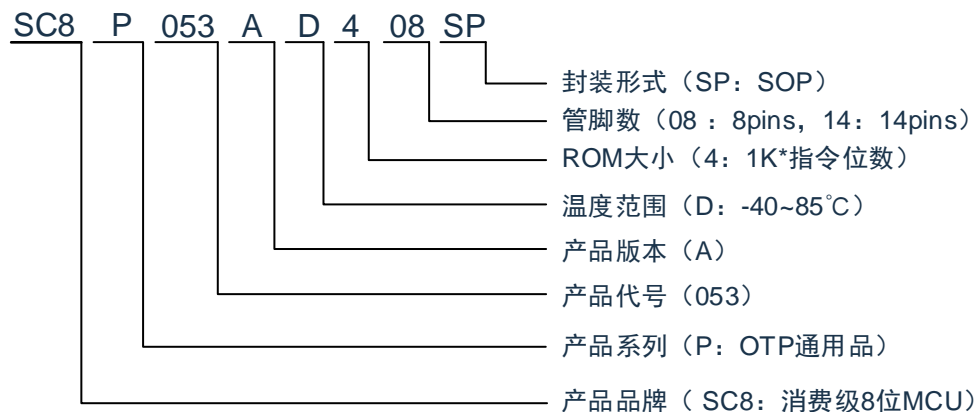 SC8 P 053 A D 4 08 SP
封装形式（SP：SOP）
管脚数（08 ：8pins，14：14pins）
ROM大小（4：1K*指令位数）
温度范围（D：-40~85℃）
产品版本（A）
产品代号（053）
产品系列（P：OTP通用品）
产品品牌（ SC8：消费级8位MCU）